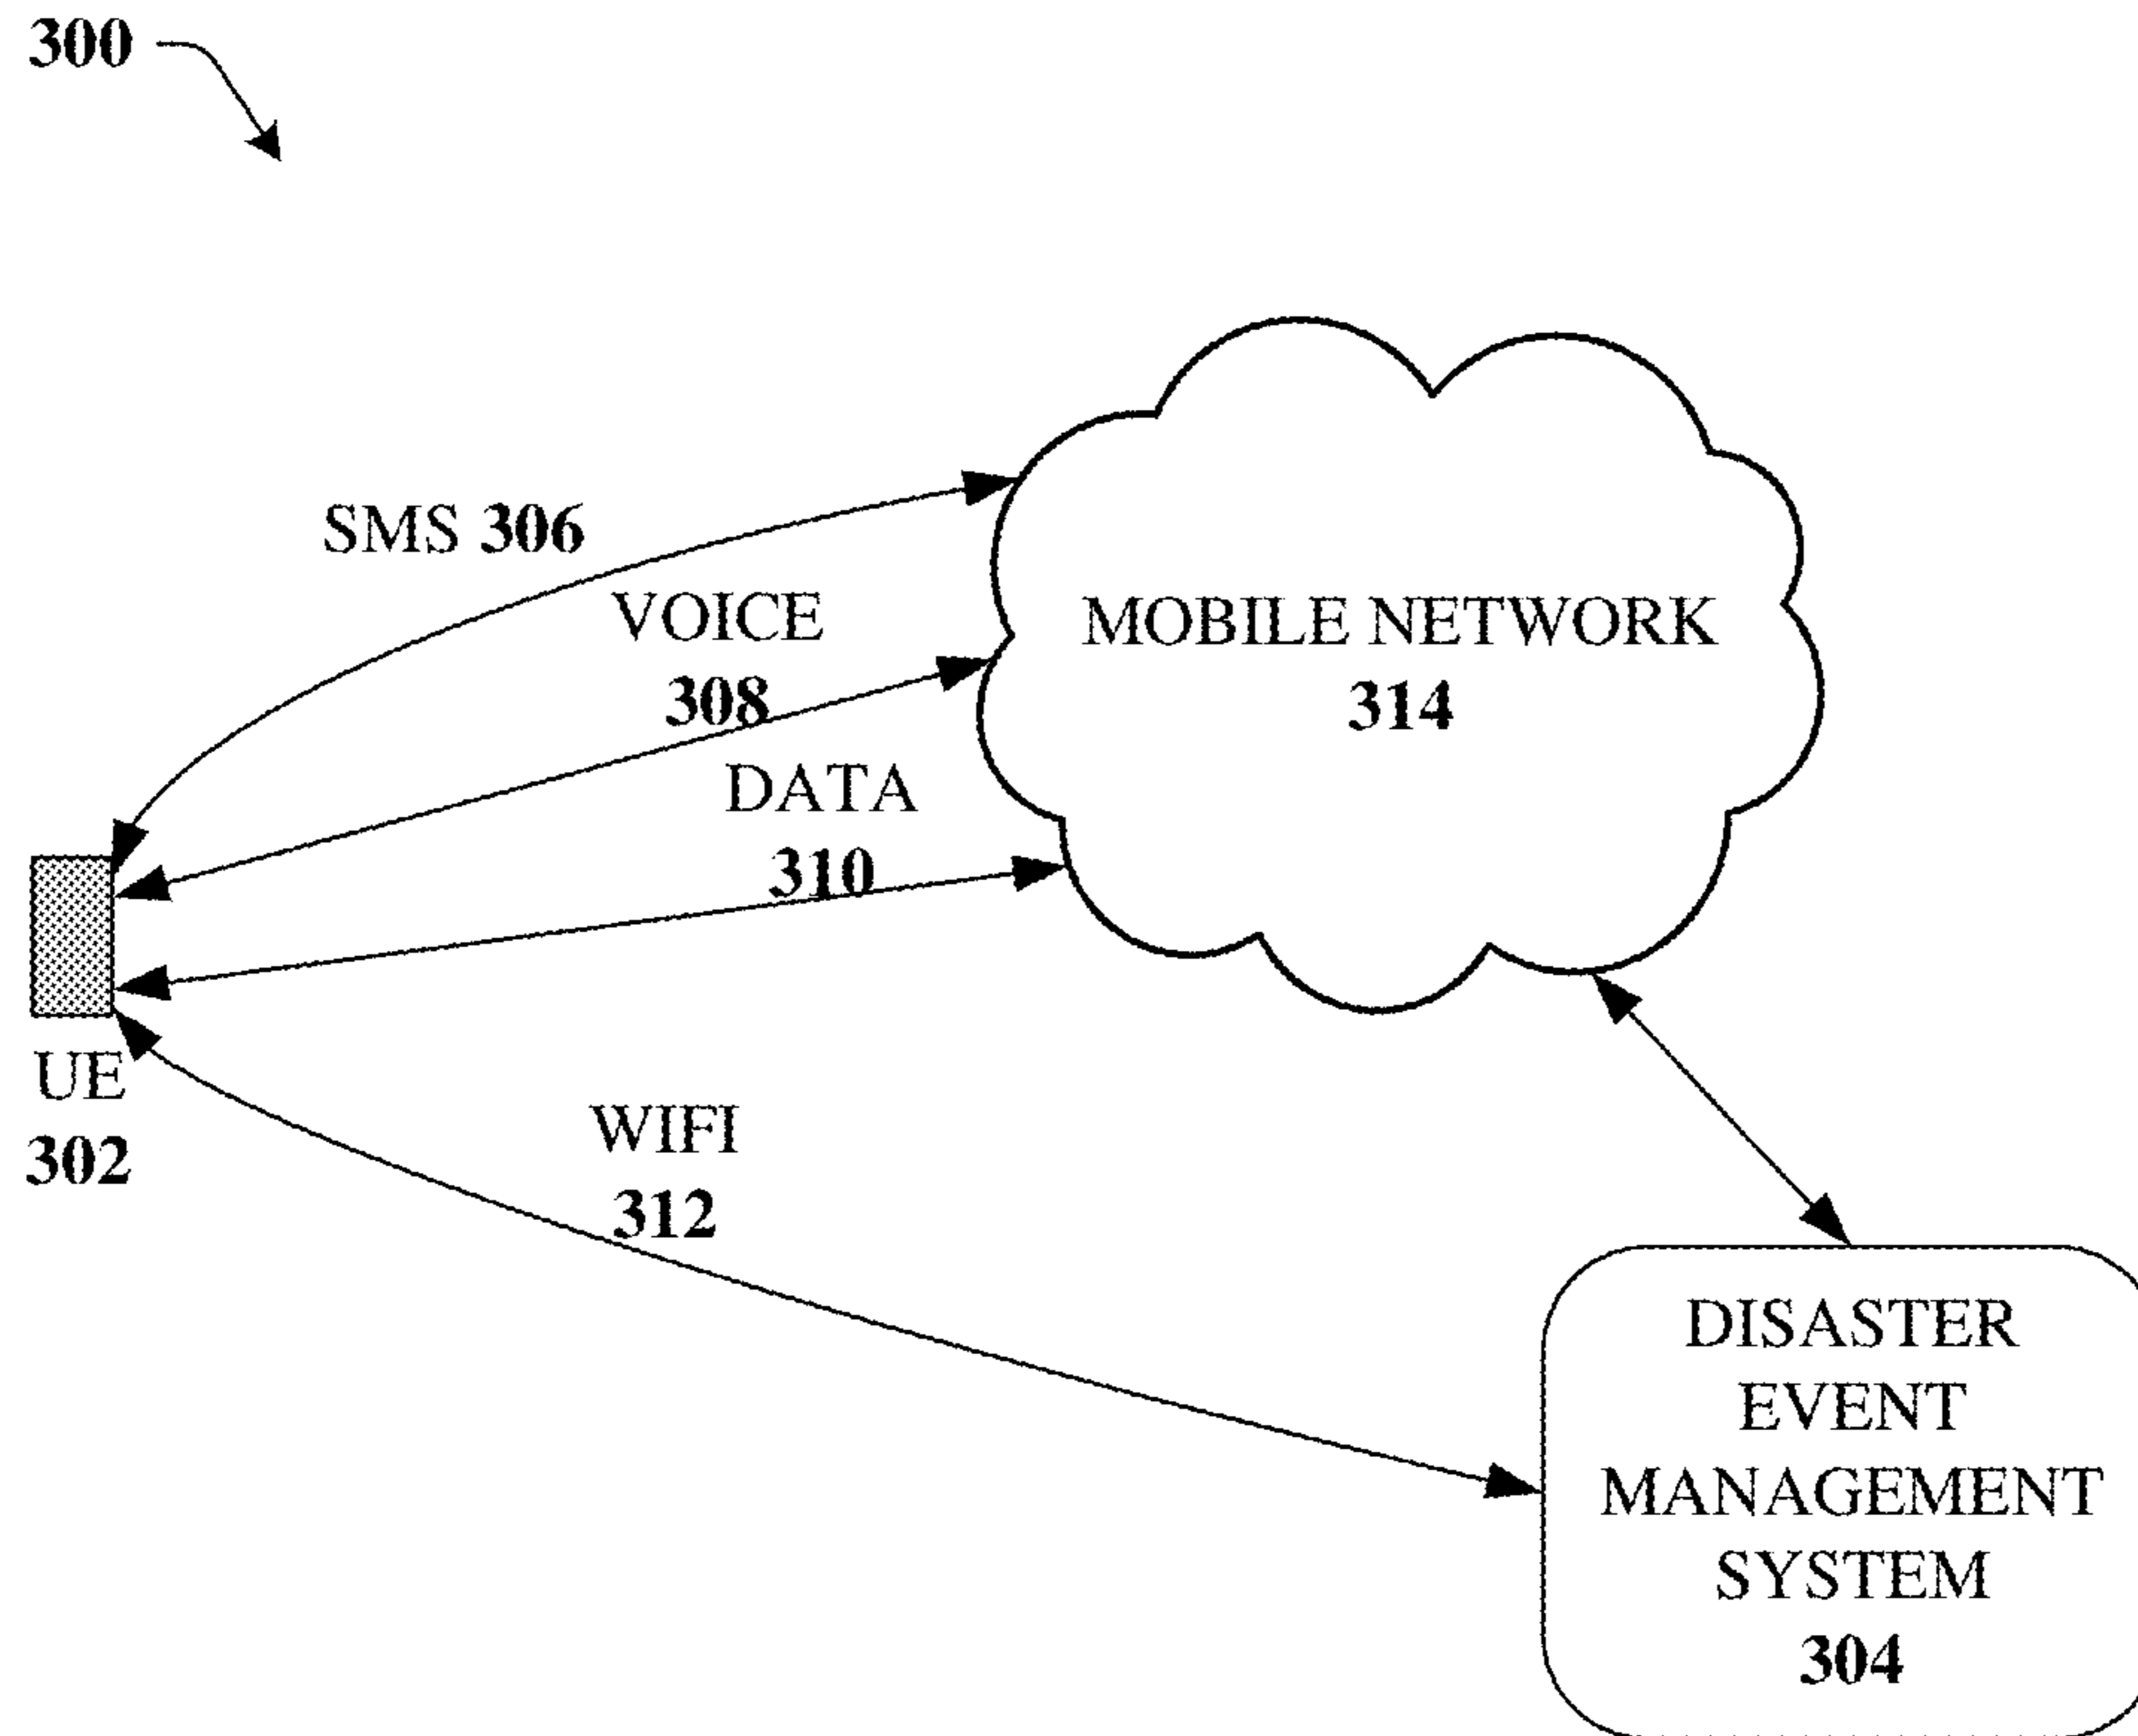 300
SMS 306
VOICE
308
DATA
310
MOBILE NETWORK
314
UE
302
WIFI
312
DISASTER
EVENT
MANAGEMENT
SYSTEM
304